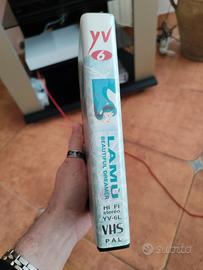 YV
6
LAMU
BEAUTIFUL DREAMER
Hi Fi
stereo
YV-6L
VHS
PAL
subito